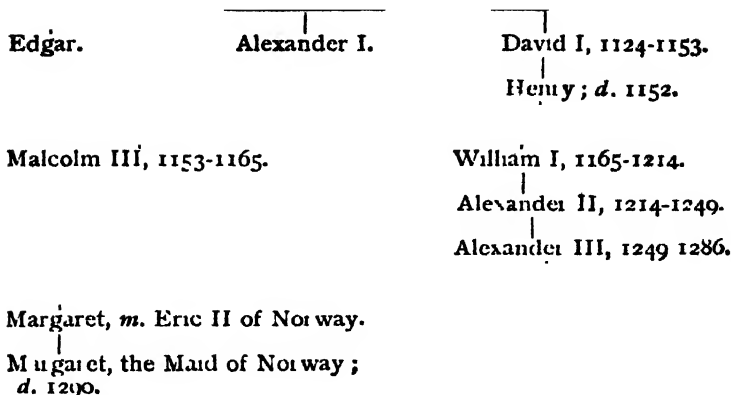 Edgar. Alexander I. David I, 1124-1153.
Henry; d. 1152.
Malcolm III, 1153-1165. William I, 1165-1214.
Alexander II, 1214-1249.
Alexander III, 1249 1286.
Margaret, m. Eric II of Norway.
Margaret, the Maid of Norway;
d. 1290.